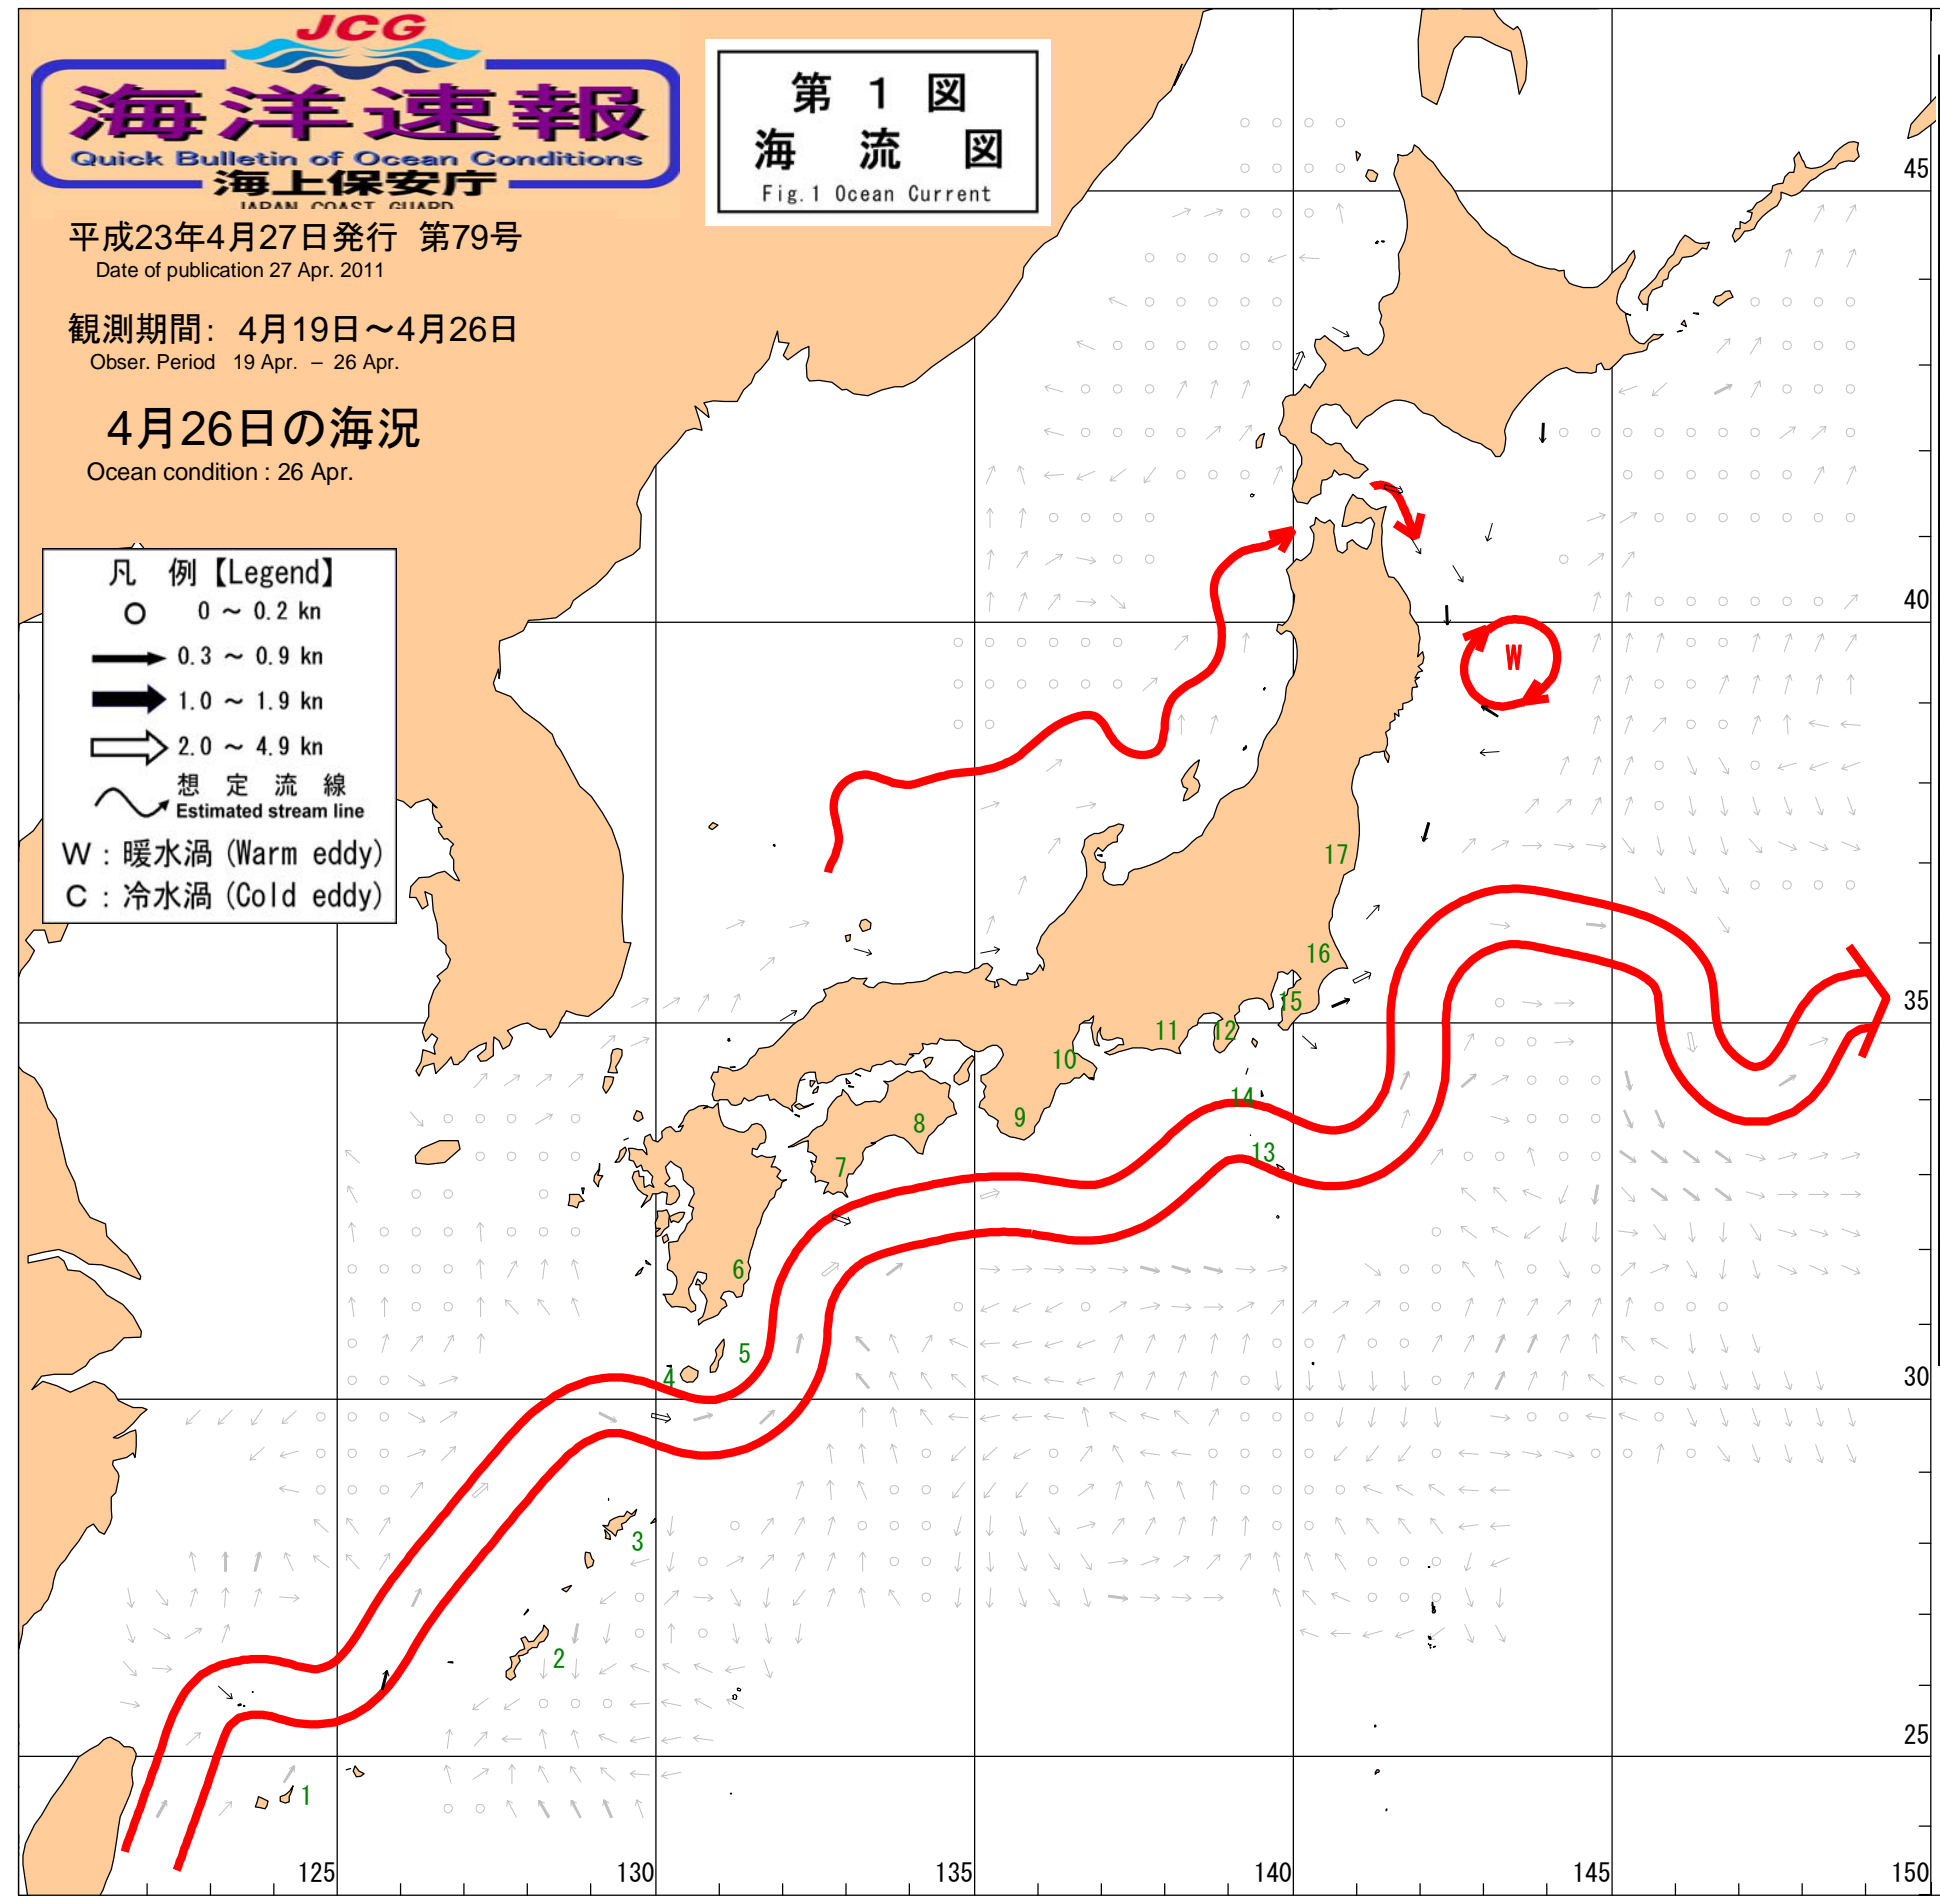 JCG
海洋速報
Quick Bulletin of Ocean Conditions
海上保安庁
JAPAN COAST GUARD
平成23年4月27日発行 第79号
Date of publication 27 Apr. 2011
観測期間: 4月19日～4月26日
Obser. Period 19 Apr. – 26 Apr.
4月26日の海況
Ocean condition : 26 Apr.
第 1 図
海 流 図
Fig.1 Ocean Current
凡 例【Legend】
0 ～ 0.2 kn
0.3 ～ 0.9 kn
1.0 ～ 1.9 kn
2.0 ～ 4.9 kn
想 定 流 線
Estimated stream line
W : 暖水渦 (Warm eddy)
C : 冷水渦 (Cold eddy)
45
40
W
17
16
35
15
12
11
10
14
9
8
13
7
6
5
4
30
3
2
25
1
125
130
135
140
145
150